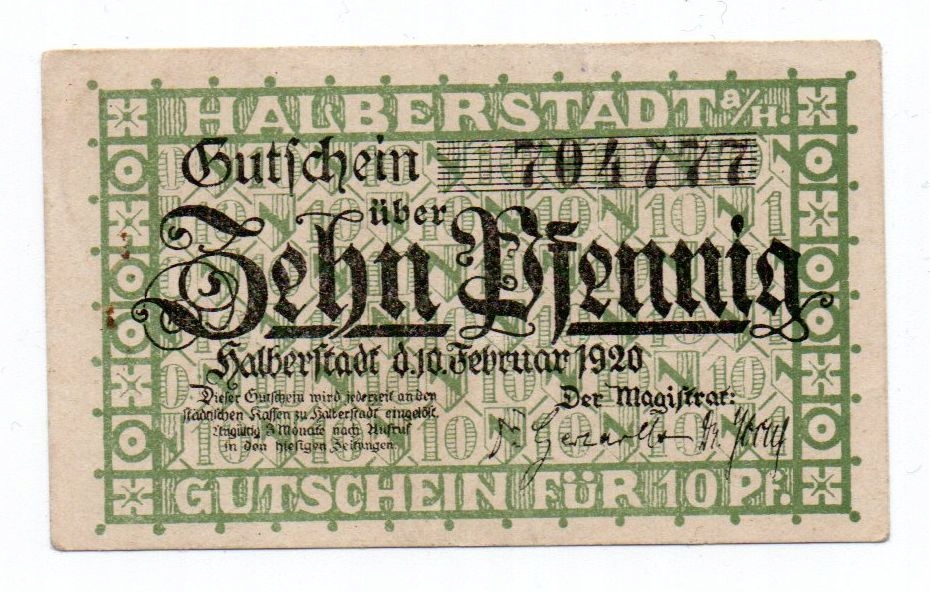 HALBERSTADT a/H.
Gutschein 704777
über
Zehn Pfennig
Halberstadt d.10.Februar 1920
Dieser Gutschein wird jederzeit an den
städtischen Kassen zu Halberstadt eingelöst.
Ungültig 3 Monate nach Aufruf
in den hiesigen Zeitungen.
Der Magistrat:
GUTSCHEIN FÜR 10 PF.